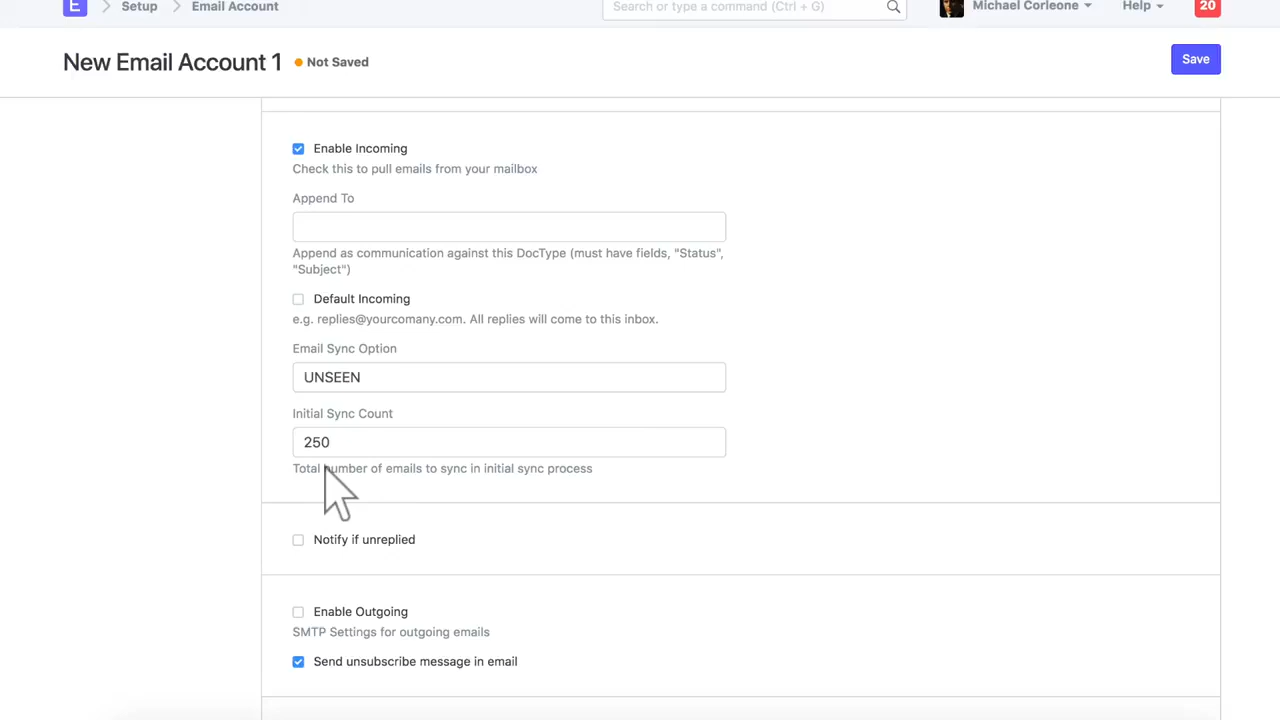 E Setup Email Account Search or type a command (Ctrl + G) Michael Corleone Help 20
New Email Account 1 Not Saved Save
Enable Incoming
Check this to pull emails from your mailbox
Append To
Append as communication against this DocType (must have fields, "Status",
"Subject")
Default Incoming
e.g. replies@yourcomany.com. All replies will come to this inbox.
Email Sync Option
UNSEEN
Initial Sync Count
250
Total number of emails to sync in initial sync process
Notify if unreplied
Enable Outgoing
SMTP Settings for outgoing emails
Send unsubscribe message in email